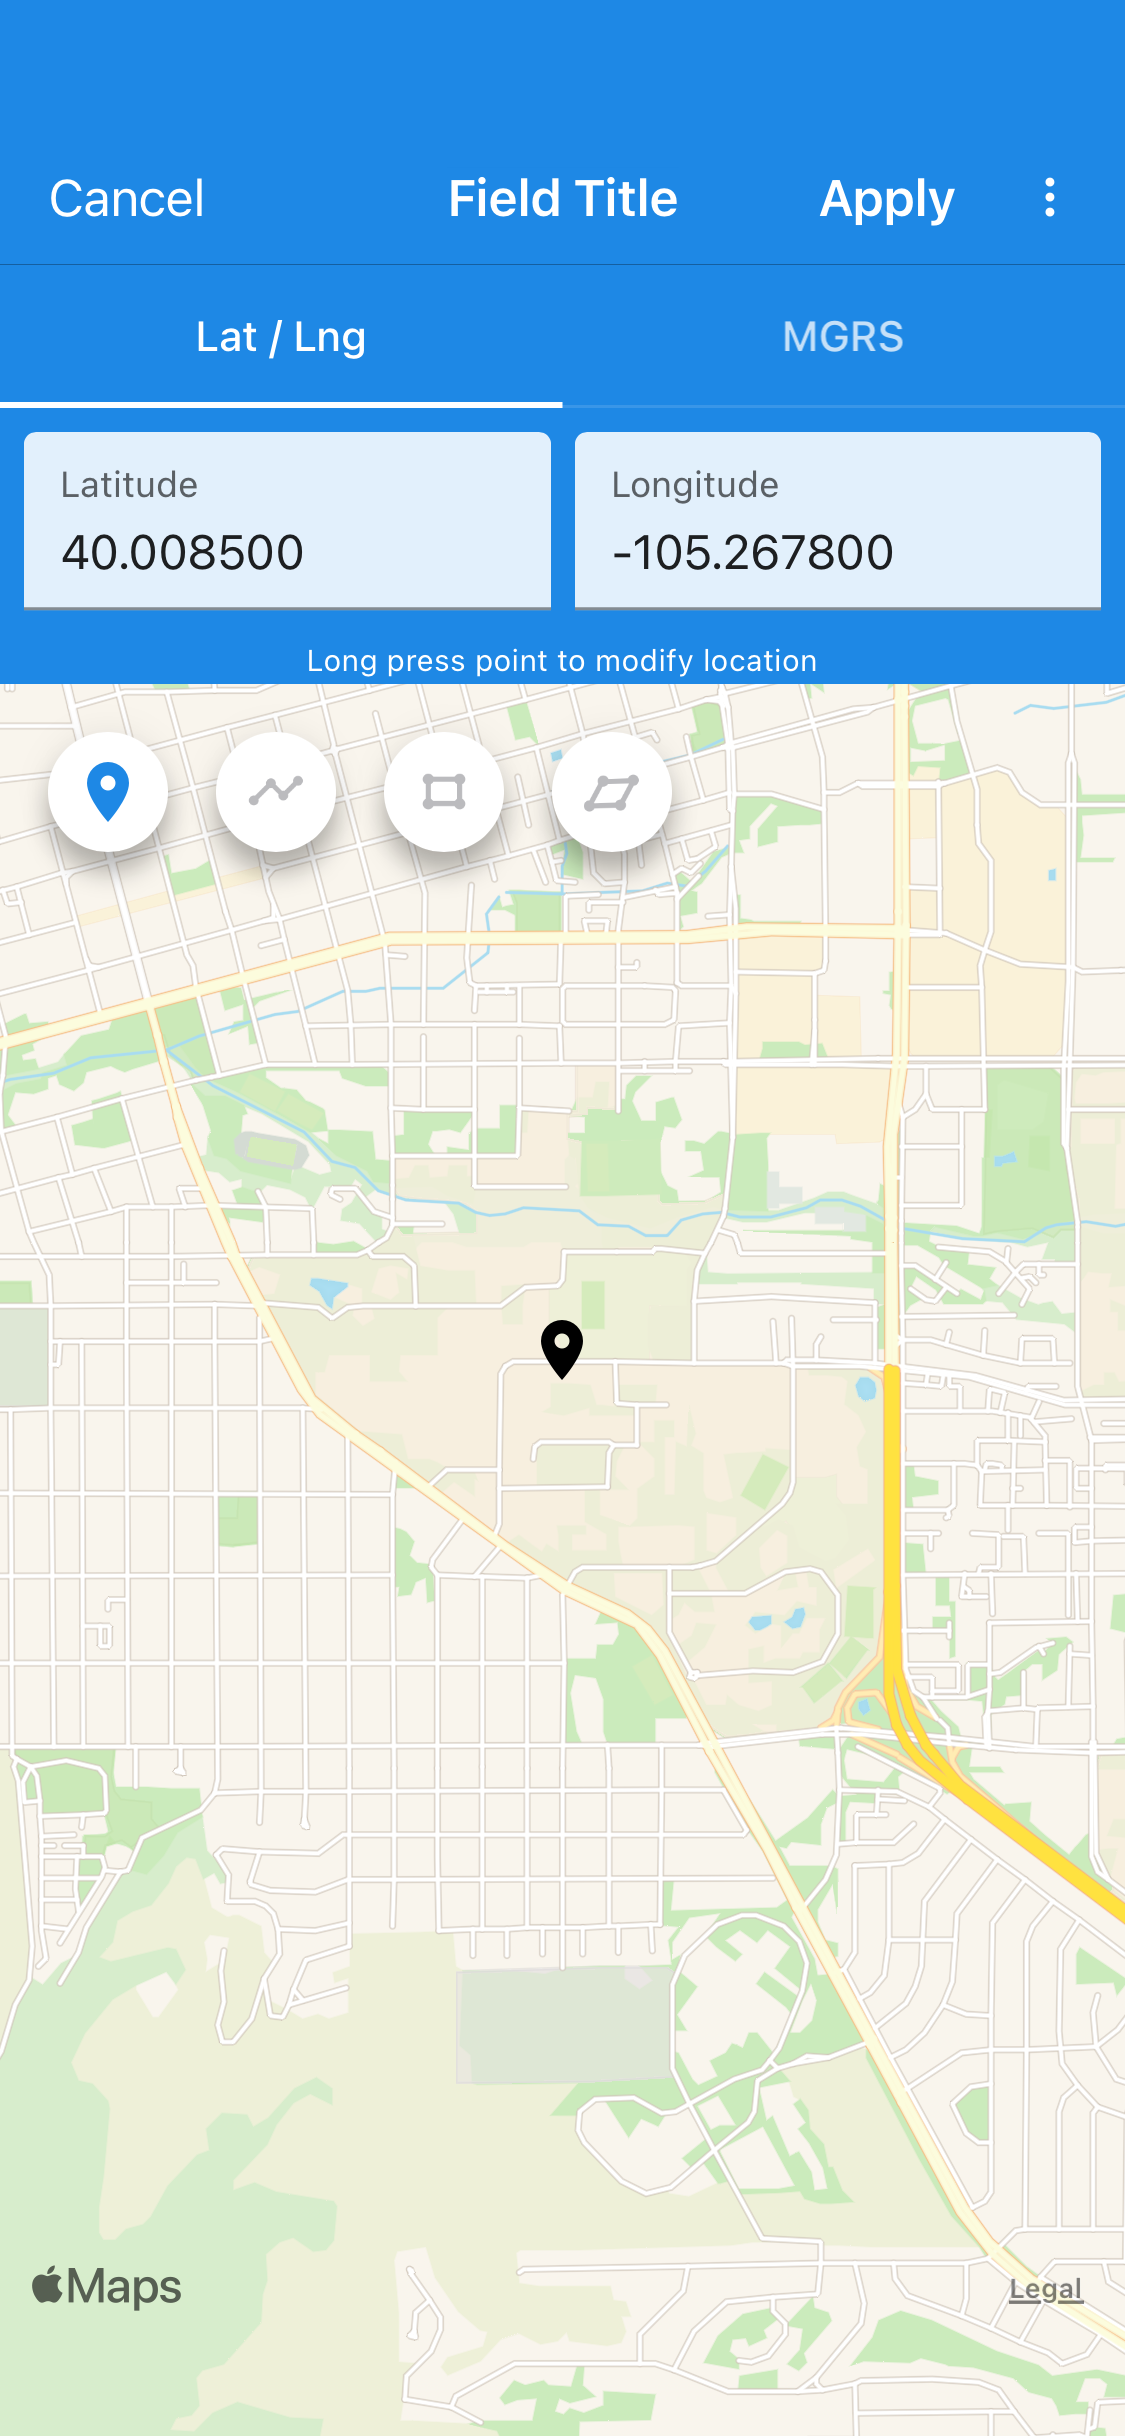 Cancel Field Title Apply
Lat / Lng MGRS
Latitude Longitude
40.008500 -105.267800
Long press point to modify location
Maps Legal